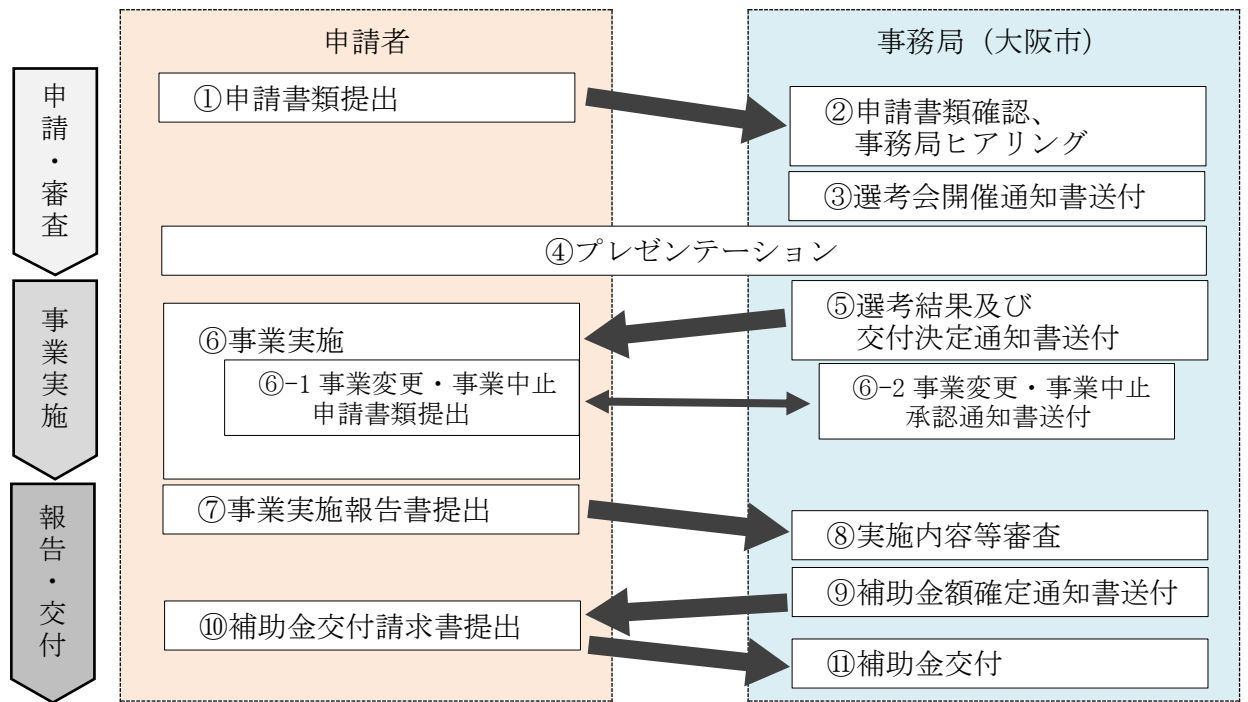 申請者
事務局（大阪市）
申請・審査
①申請書類提出
②申請書類確認、
事務局ヒアリング
③選考会開催通知書送付
④プレゼンテーション
事業実施
⑤選考結果及び
交付決定通知書送付
⑥事業実施
⑥-1 事業変更・事業中止
申請書類提出
⑥-2 事業変更・事業中止
承認通知書送付
報告・交付
⑦事業実施報告書提出
⑧実施内容等審査
⑨補助金額確定通知書送付
⑩補助金交付請求書提出
⑪補助金交付